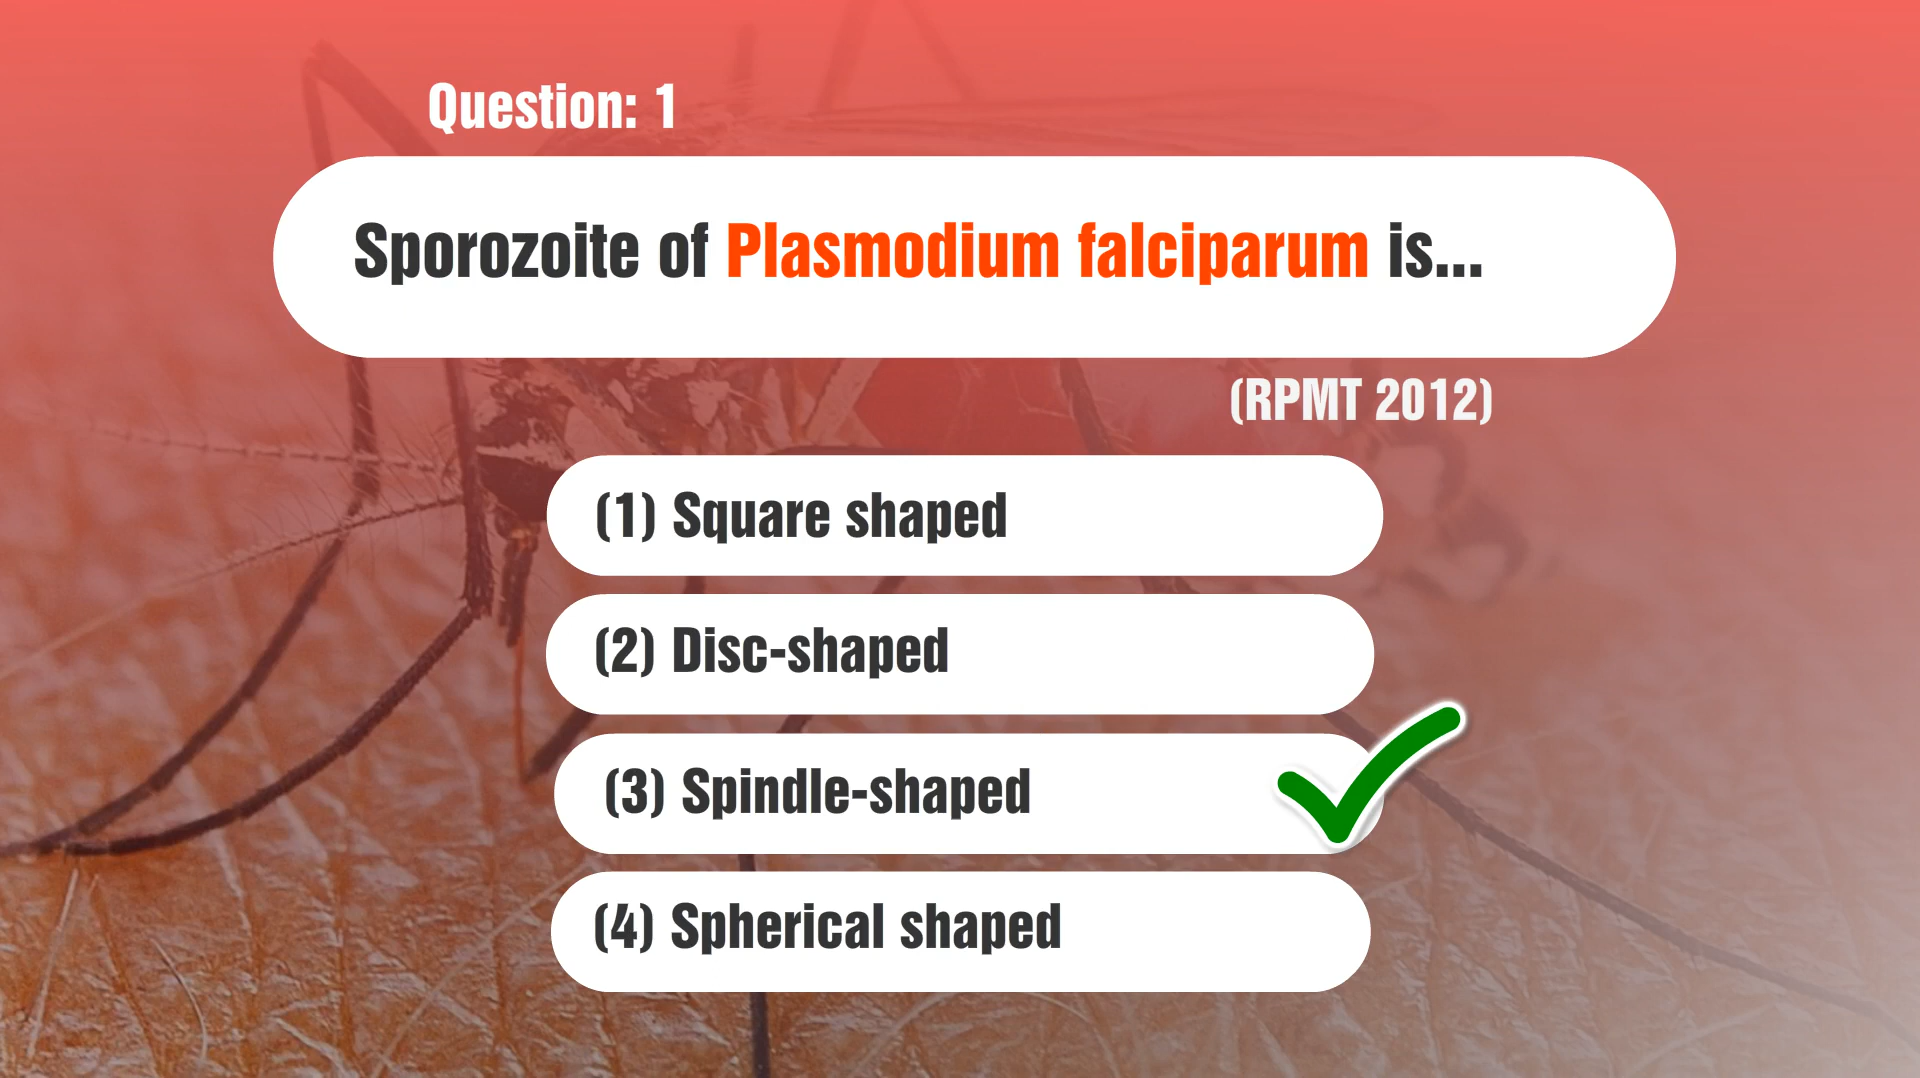 Question: 1
Sporozoite of Plasmodium falciparum is...
(RPMT 2012)
(1) Square shaped
(2) Disc-shaped
(3) Spindle-shaped
(4) Spherical shaped